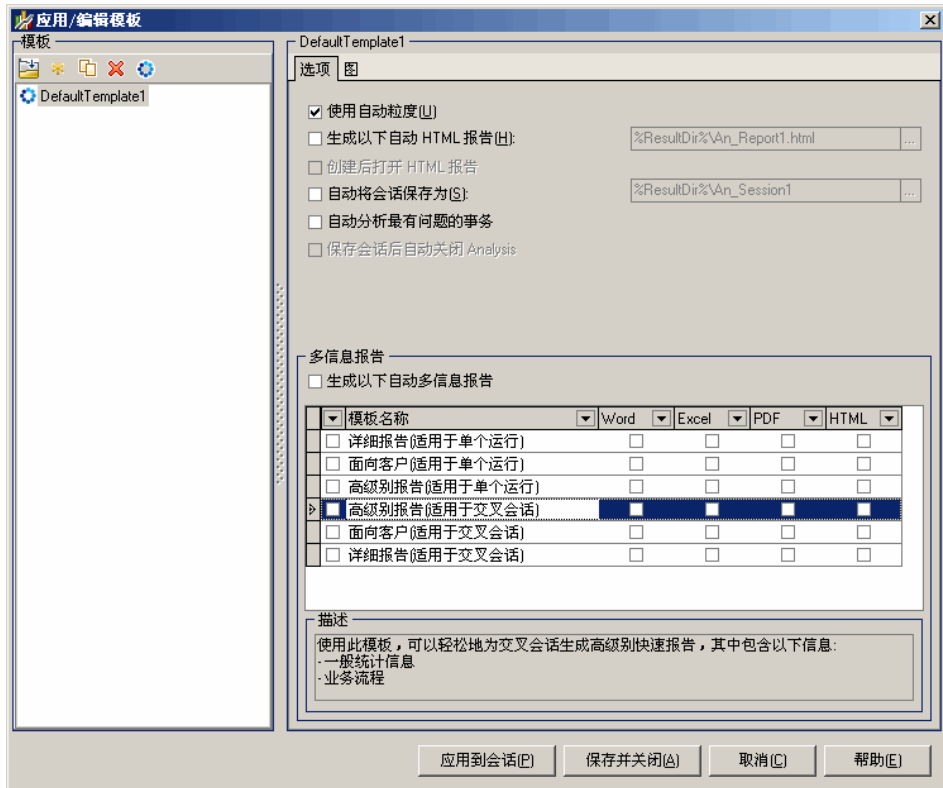 应用/编辑模板
模板
DefaultTemplate1
DefaultTemplate1
选项 图
使用自动粒度(U)
生成以下自动 HTML 报告(H): %ResultDir%\An_Report1.html ...
创建后打开 HTML 报告
自动将会话保存为(S): %ResultDir%\An_Session1 ...
自动分析最有问题的事务
保存会话后自动关闭 Analysis
多信息报告
生成以下自动多信息报告
模板名称 Word Excel PDF HTML
详细报告(适用于单个运行)
面向客户(适用于单个运行)
高级别报告(适用于单个运行)
高级别报告(适用于交叉会话)
面向客户(适用于交叉会话)
详细报告(适用于交叉会话)
描述
使用此模板，可以轻松地为交叉会话生成高级别快速报告，其中包含以下信息:
·一般统计信息
·业务流程
应用到会话(P) 保存并关闭(A) 取消(C) 帮助(E)